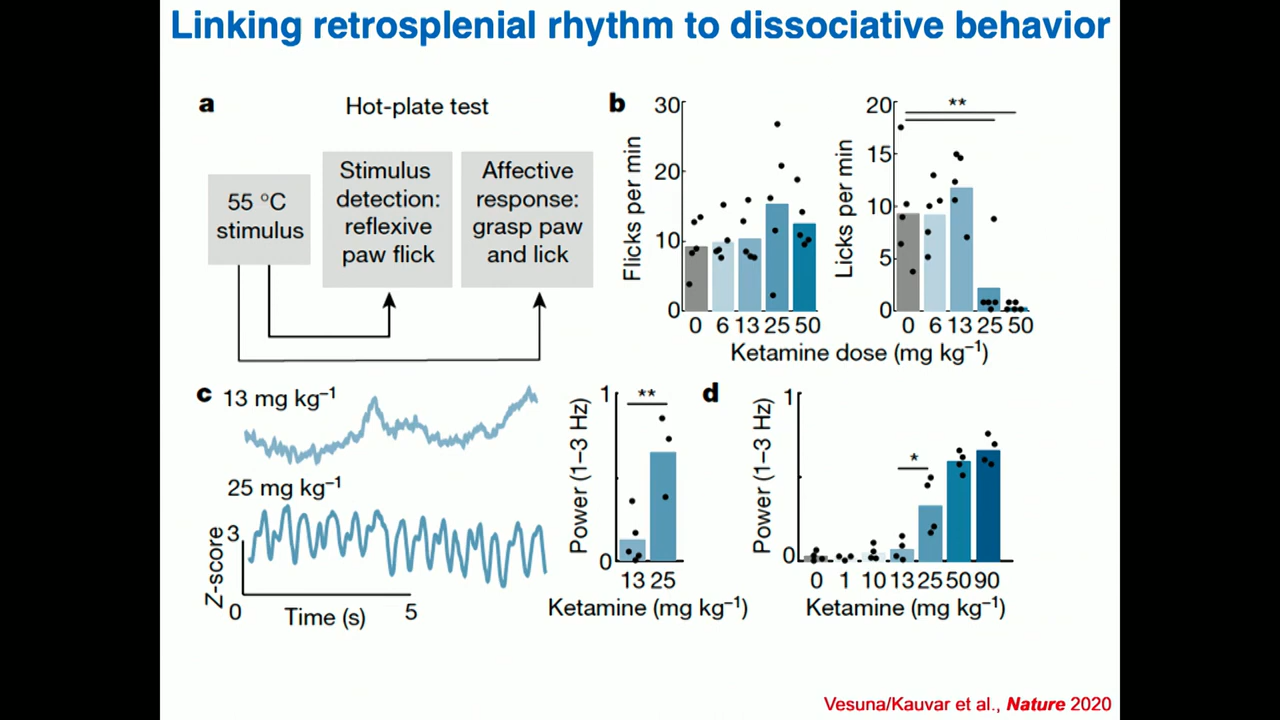 Linking retrosplenial rhythm to dissociative behavior
a
Hot-plate test
55 °C
stimulus
Stimulus
detection:
reflexive
paw flick
Affective
response:
grasp paw
and lick
b
Flicks per min
30
20
10
0
0 6 13 25 50
Licks per min
20
15
10
5
0
**
0 6 13 25 50
Ketamine dose (mg kg⁻¹)
c
13 mg kg⁻¹
25 mg kg⁻¹
Z-score
3
0
Time (s)
5
Power (1–3 Hz)
1
0
**
13 25
Ketamine (mg kg⁻¹)
d
Power (1–3 Hz)
1
0
*
0 1 10 13 25 50 90
Ketamine (mg kg⁻¹)
Vesuna/Kauvar et al., Nature 2020